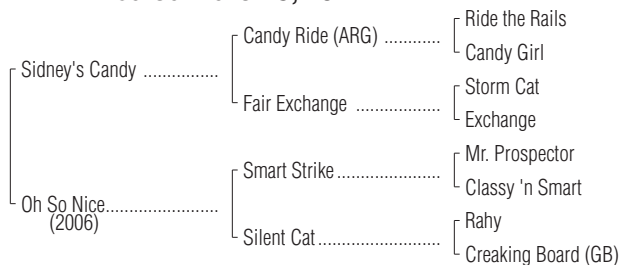 Ride the Rails
Candy Ride (ARG) ............
Candy Girl
Sidney's Candy ................
Storm Cat
Fair Exchange ..................
Exchange
Mr. Prospector
Smart Strike ......................
Classy 'n Smart
Oh So Nice........................
(2006)
Rahy
Silent Cat ..........................
Creaking Board (GB)